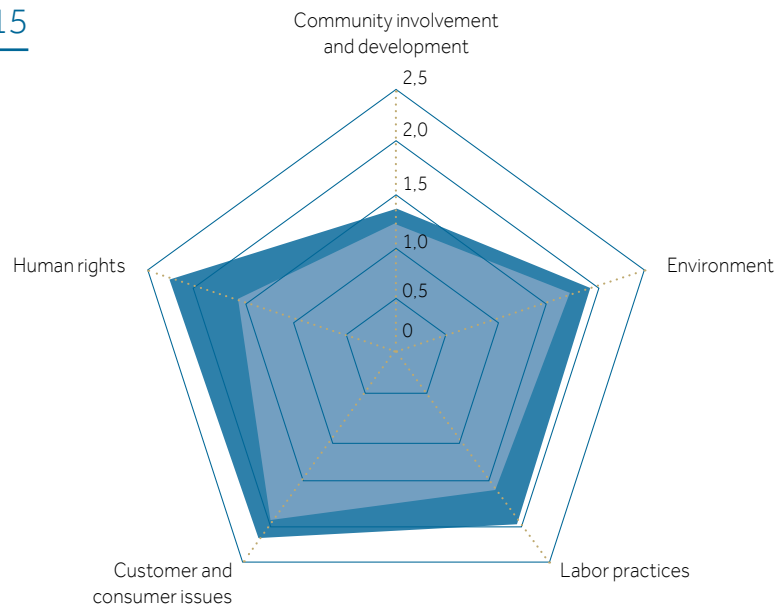 15
Community involvement
and development
2,5
2,0
1,5
1,0
0,5
0
Human rights
Environment
Customer and
consumer issues
Labor practices